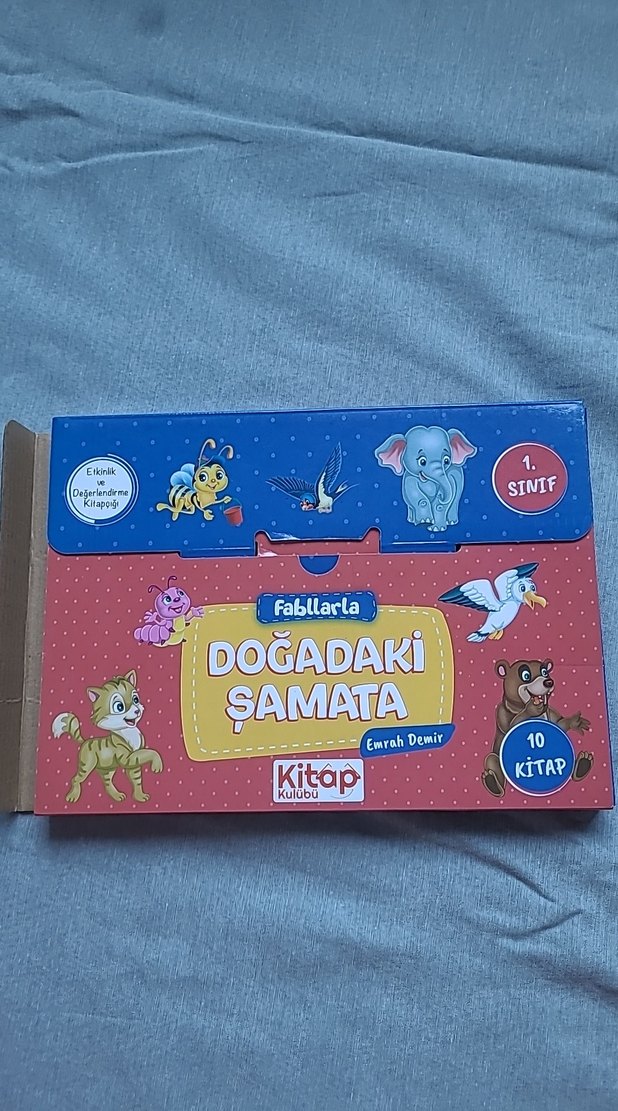 Etkinlik
ve
Değerlendirme
Kitapçığı
1.
SINIF
Fabllarla
DOĞADAKİ
ŞAMATA
Emrah Demir
10
KİTAP
Kitap
Kulübü